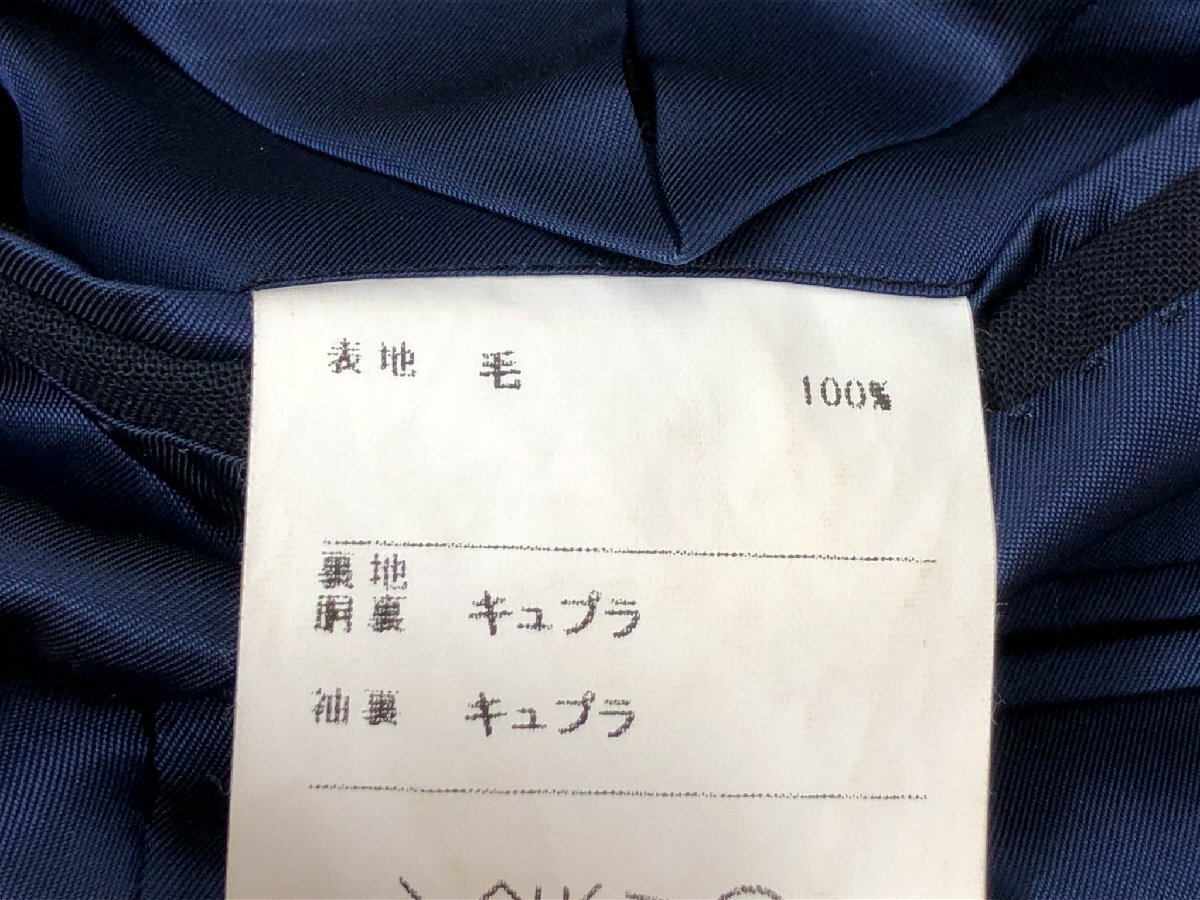 表地 毛 100%
裏地
胴裏 キュプラ
袖裏 キュプラ